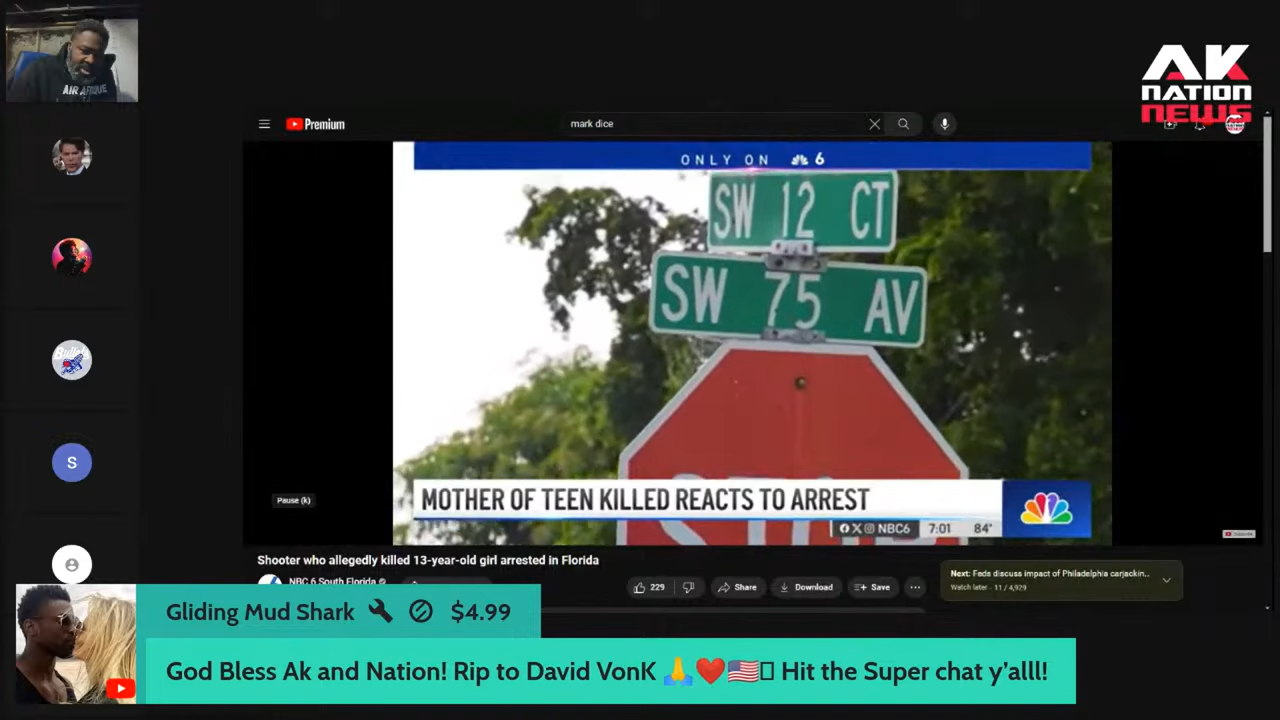 AIR AFRIQUE
AK
NATION
NEWS
Premium
mark dice
ONLY ON 6
SW 12 CT
SW 75 AV
STOP
Pause (k)
MOTHER OF TEEN KILLED REACTS TO ARREST
NBC6 7:01 84°
Shooter who allegedly killed 13-year-old girl arrested in Florida
NBC 6 South Florida
229
Share
Download
Save
Next: Feds discuss impact of Philadelphia carjackin...
Watch later - 11 / 4,929
S
Gliding Mud Shark $4.99
God Bless Ak and Nation! Rip to David VonK 🙏❤️🇺🇸 Hit the Super chat y'alll!